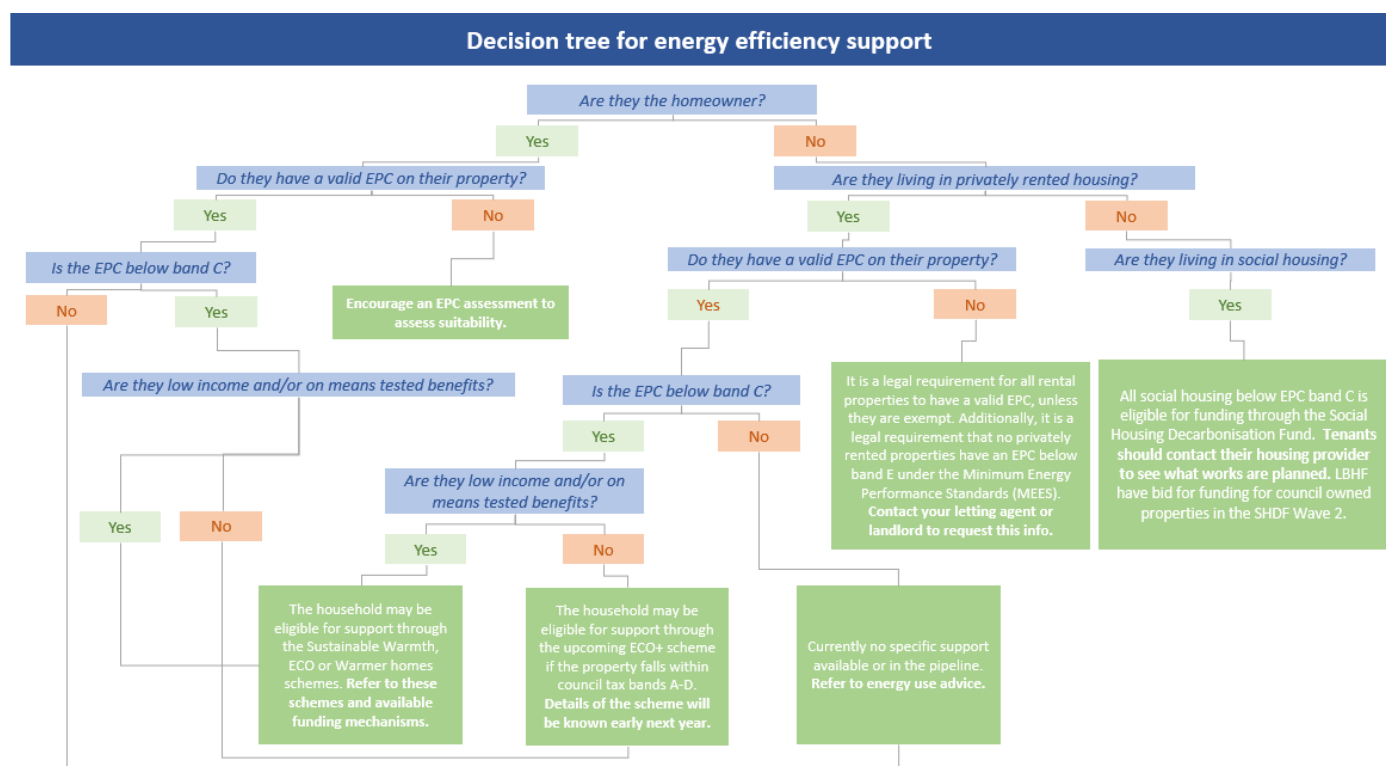 Decision tree for energy efficiency support
Are they the homeowner?
Yes
No
Do they have a valid EPC on their property?
Are they living in privately rented housing?
Yes
No
Yes
No
Is the EPC below band C?
Do they have a valid EPC on their property?
Are they living in social housing?
No
Yes
Encourage an EPC assessment to
assess suitability.
Yes
No
Yes
Are they low income and/or on means tested benefits?
Is the EPC below band C?
It is a legal requirement for all rental
properties to have a valid EPC, unless
they are exempt. Additionally, it is a
legal requirement that no privately
rented properties have an EPC below
band E under the Minimum Energy
Performance Standards (MEES).
Contact your letting agent or
landlord to request this info.
All social housing below EPC band C is
eligible for funding through the Social
Housing Decarbonisation Fund. Tenants
should contact their housing provider
to see what works are planned. LBHF
have bid for funding for council owned
properties in the SHDF Wave 2.
Yes
No
Are they low income and/or on
means tested benefits?
Yes
No
Yes
No
The household may be
eligible for support through
the Sustainable Warmth,
ECO or Warmer homes
schemes. Refer to these
schemes and available
funding mechanisms.
The household may be
eligible for support through
the upcoming ECO+ scheme
if the property falls within
council tax bands A-D.
Details of the scheme will
be known early next year.
Currently no specific support
available or in the pipeline.
Refer to energy use advice.